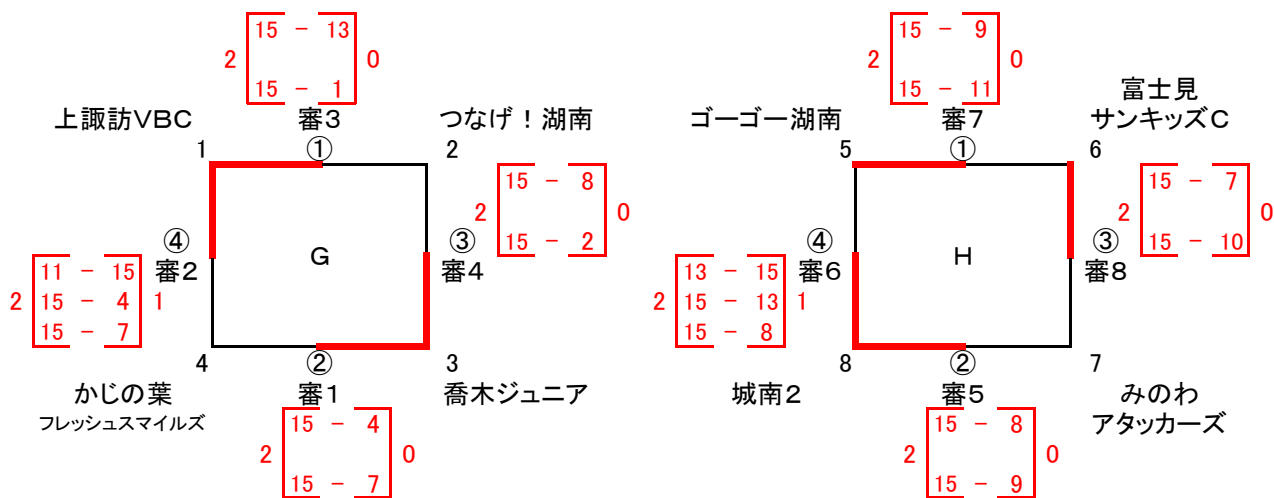 15 － 13
2 0
15 － 1
上諏訪VBC
審3
つなげ！湖南
1
①
2
15 － 8
2 0
15 － 2
④
審2
G
③
審4
11 － 15
2 15 － 4 1
15 － 7
4
②
3
かじの葉
フレッシュスマイルズ
審1
喬木ジュニア
15 － 4
2 0
15 － 7
15 － 9
2 0
15 － 11
ゴーゴー湖南
審7
富士見
サンキッズC
5
①
6
15 － 7
2 0
15 － 10
④
審6
H
③
審8
13 － 15
2 15 － 13 1
15 － 8
8
②
7
城南2
審5
みのわ
アタッカーズ
15 － 8
2 0
15 － 9